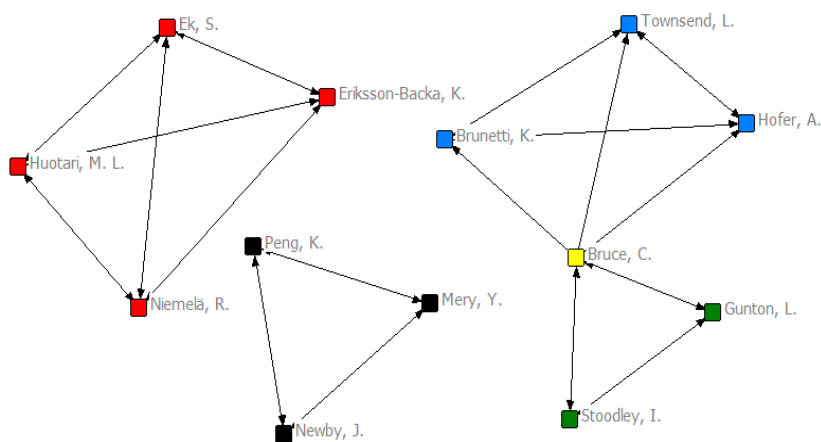 Ek, S.
Townsend, L.
Eriksson-Backa, K.
Hofer, A.
Brunetti, K.
Huotari, M. L.
Peng, K.
Bruce, C.
Niemelä, R.
Mery, Y.
Gunton, L.
Stoodley, I.
Newby, J.